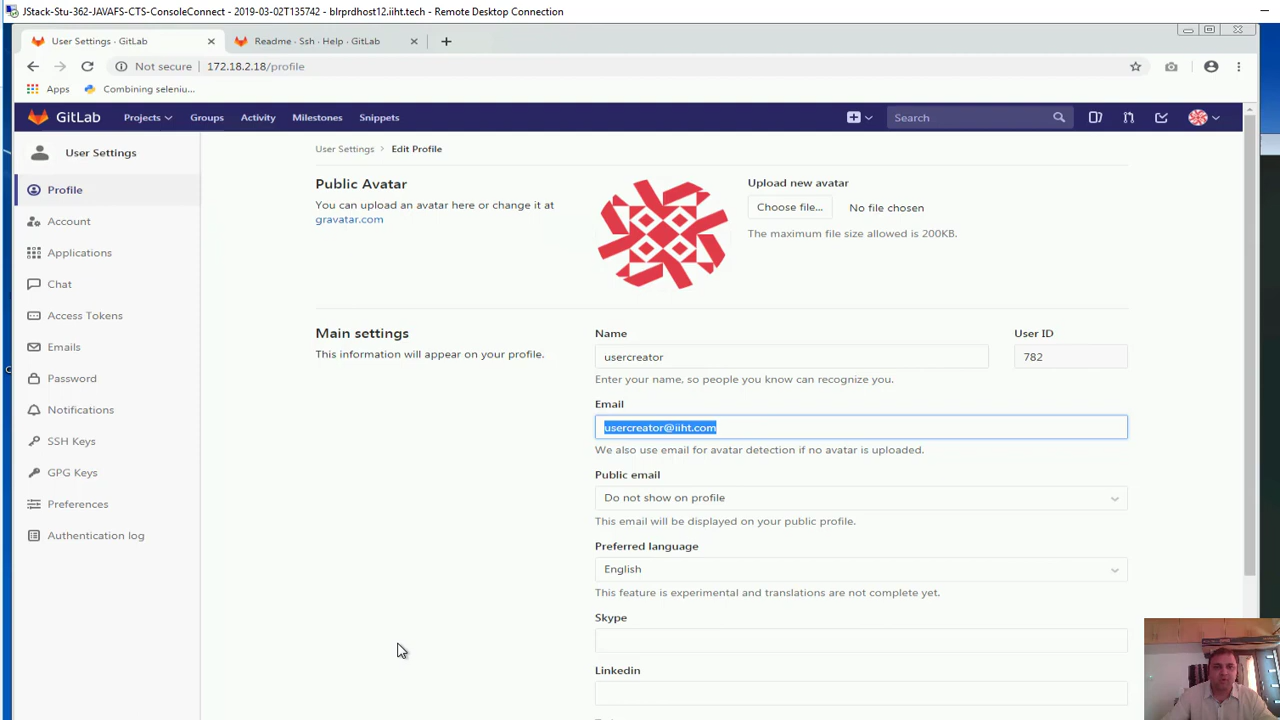 JStack-Stu-362-JAVAFS-CTS-ConsoleConnect - 2019-03-02T135742 - blrprdhost12.iiht.tech - Remote Desktop Connection
User Settings · GitLab
Readme · Ssh · Help · GitLab
Not secure
172.18.2.18/profile
Apps
Combining seleniu...
GitLab
Projects
Groups
Activity
Milestones
Snippets
Search
User Settings
Profile
Account
Applications
Chat
Access Tokens
Emails
Password
Notifications
SSH Keys
GPG Keys
Preferences
Authentication log
User Settings > Edit Profile
Public Avatar
You can upload an avatar here or change it at
gravatar.com
Upload new avatar
Choose file...
No file chosen
The maximum file size allowed is 200KB.
Main settings
This information will appear on your profile.
Name
usercreator
Enter your name, so people you know can recognize you.
User ID
782
Email
usercreator@iiht.com
We also use email for avatar detection if no avatar is uploaded.
Public email
Do not show on profile
This email will be displayed on your public profile.
Preferred language
English
This feature is experimental and translations are not complete yet.
Skype
Linkedin